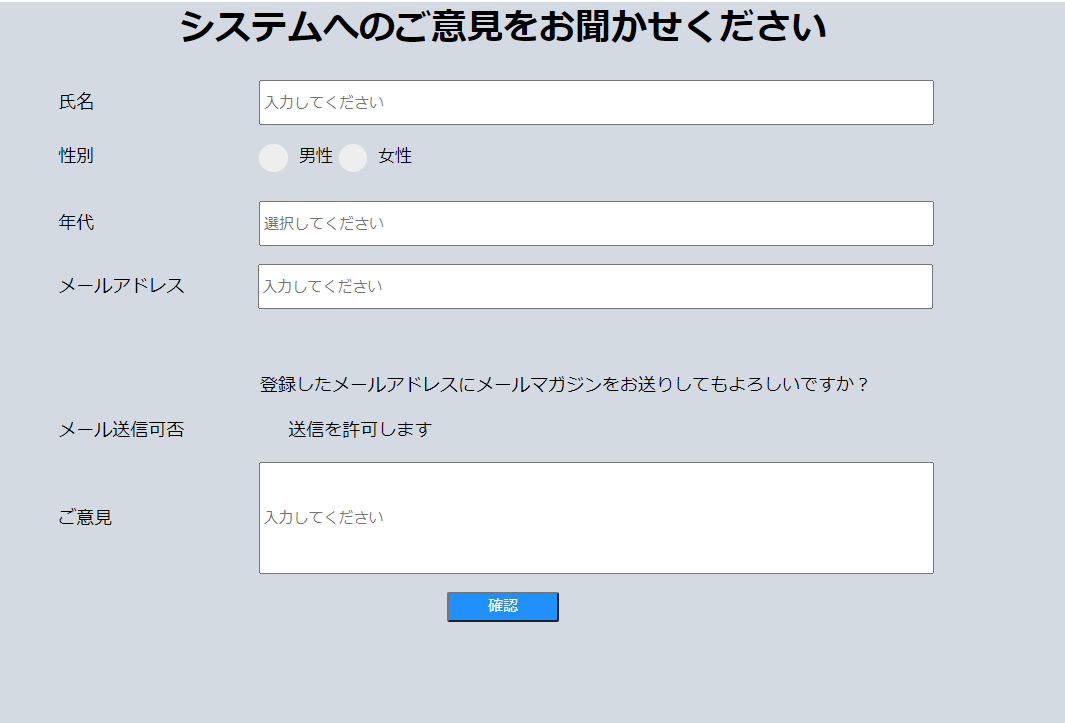 システムへのご意見をお聞かせください
氏名
入力してください
性別
男性 女性
年代
選択してください
メールアドレス
入力してください
登録したメールアドレスにメールマガジンをお送りしてもよろしいですか？
メール送信可否
送信を許可します
ご意見
入力してください
確認